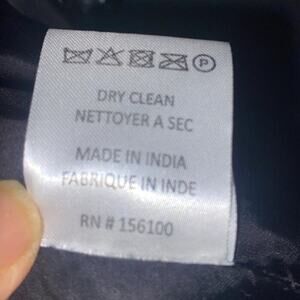 P
DRY CLEAN
NETTOYER A SEC
MADE IN INDIA
FABRIQUE IN INDE
RN # 156100